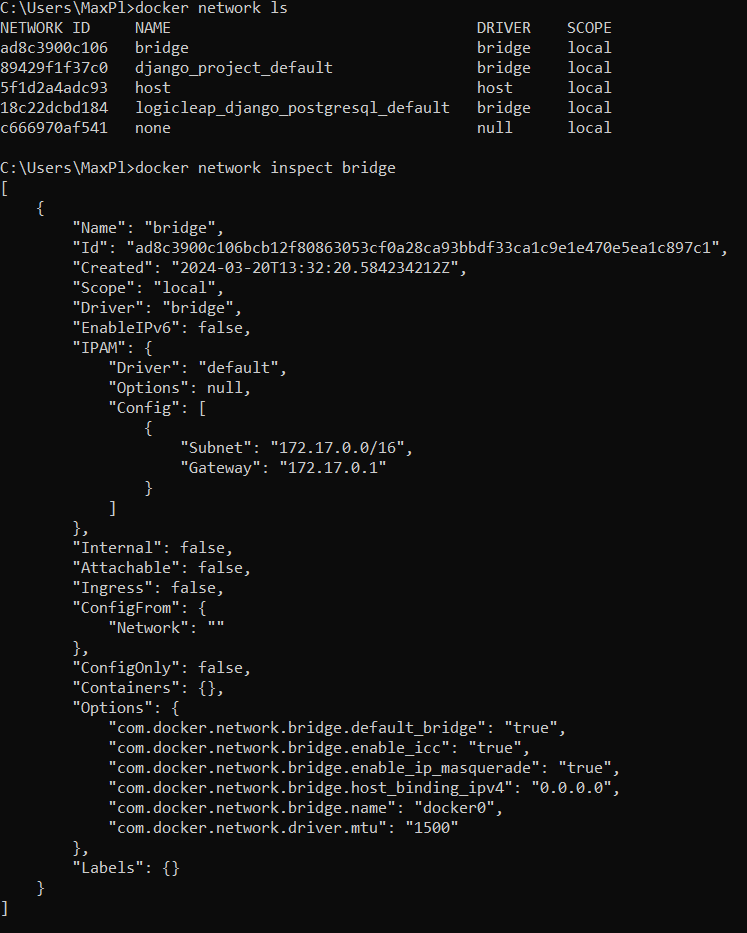 C:\Users\MaxPl>docker network ls
NETWORK ID     NAME                                  DRIVER    SCOPE
ad8c3900c106   bridge                                bridge    local
89429f1f37c0   django_project_default                bridge    local
5f1d2a4adc93   host                                  host      local
18c22dcbd184   logicleap_django_postgresql_default   bridge    local
c666970af541   none                                  null      local

C:\Users\MaxPl>docker network inspect bridge
[
    {
        "Name": "bridge",
        "Id": "ad8c3900c106bcb12f80863053cf0a28ca93bbdf33ca1c9e1e470e5ea1c897c1",
        "Created": "2024-03-20T13:32:20.584234212Z",
        "Scope": "local",
        "Driver": "bridge",
        "EnableIPv6": false,
        "IPAM": {
            "Driver": "default",
            "Options": null,
            "Config": [
                {
                    "Subnet": "172.17.0.0/16",
                    "Gateway": "172.17.0.1"
                }
            ]
        },
        "Internal": false,
        "Attachable": false,
        "Ingress": false,
        "ConfigFrom": {
            "Network": ""
        },
        "ConfigOnly": false,
        "Containers": {},
        "Options": {
            "com.docker.network.bridge.default_bridge": "true",
            "com.docker.network.bridge.enable_icc": "true",
            "com.docker.network.bridge.enable_ip_masquerade": "true",
            "com.docker.network.bridge.host_binding_ipv4": "0.0.0.0",
            "com.docker.network.bridge.name": "docker0",
            "com.docker.network.driver.mtu": "1500"
        },
        "Labels": {}
    }
]